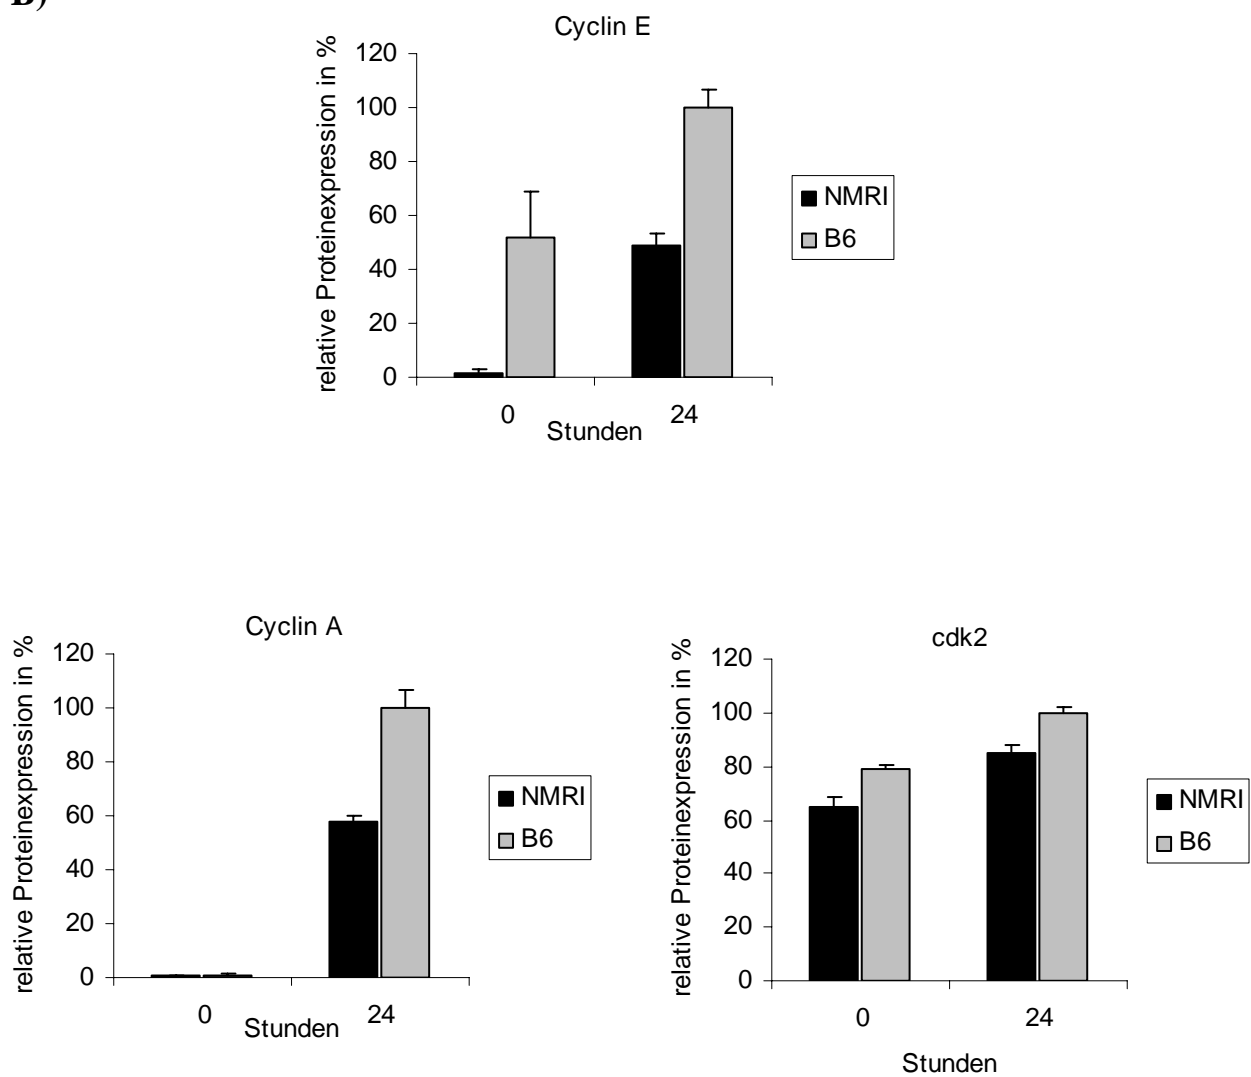 B)
Cyclin E
relative Proteinexpression in %
120
100
80
60
40
20
0
0
24
Stunden
NMRI
B6
Cyclin A
relative Proteinexpression in %
120
100
80
60
40
20
0
0
24
Stunden
NMRI
B6
cdk2
relative Proteinexpression in %
120
100
80
60
40
20
0
0
24
Stunden
NMRI
B6